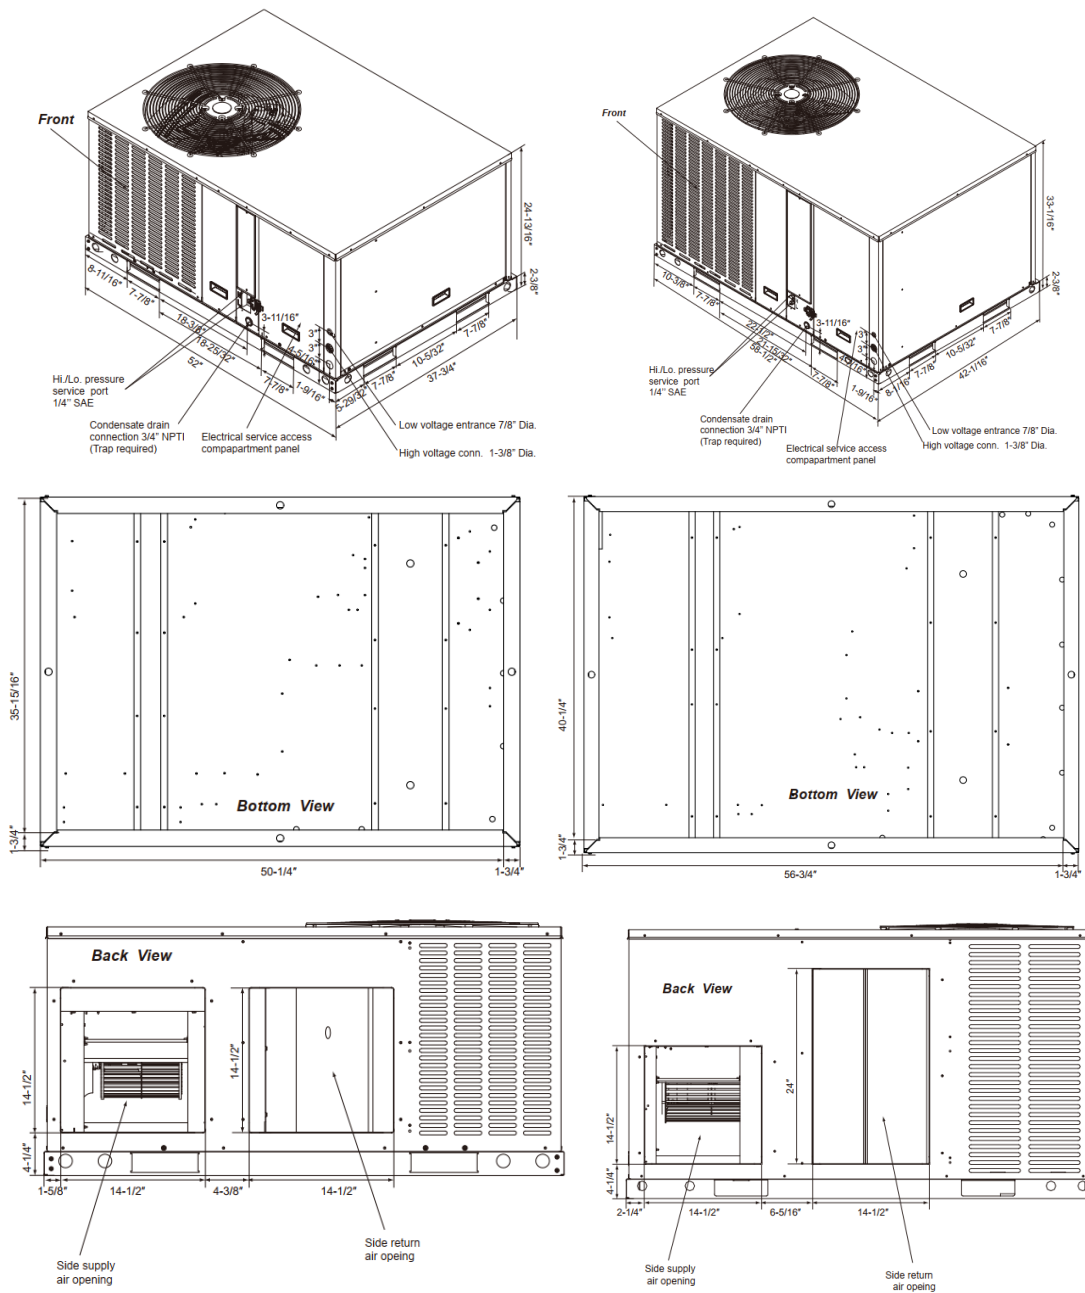 Front
24-13/16"
2-3/8"
8-11/16"
7-7/8"
18-3/8"
18-25/32"
52"
3-11/16"
3"
3"
4-5/16"
7-7/8"
1-9/16"
5-29/32"
7-7/8"
10-5/32"
7-7/8"
37-3/4"
Hi./Lo. pressure
service port
1/4" SAE
Condensate drain
connection 3/4" NPTI
(Trap required)
Electrical service access
compapartment panel
Low voltage entrance 7/8" Dia.
High voltage conn. 1-3/8" Dia.
Front
33-1/16"
2-3/8"
10-3/8"
7-7/8"
22-1/2"
58-1/2"
3-11/16"
3"
3"
7-7/8"
1-9/16"
8-1/16"
7-7/8"
10-5/32"
7-7/8"
42-1/16"
Hi./Lo. pressure
service port
1/4" SAE
Condensate drain
connection 3/4" NPTI
(Trap required)
Electrical service access
compapartment panel
Low voltage entrance 7/8" Dia.
High voltage conn. 1-3/8" Dia.
35-15/16"
1-3/4"
Bottom View
50-1/4"
1-3/4"
40-1/4"
1-3/4"
Bottom View
56-3/4"
1-3/4"
Back View
14-1/2"
14-1/2"
4-1/4"
1-5/8"
14-1/2"
4-3/8"
14-1/2"
Side supply
air opening
Side return
air opeing
Back View
24"
14-1/2"
4-1/4"
2-1/4"
14-1/2"
6-5/16"
14-1/2"
Side supply
air opening
Side return
air opeing